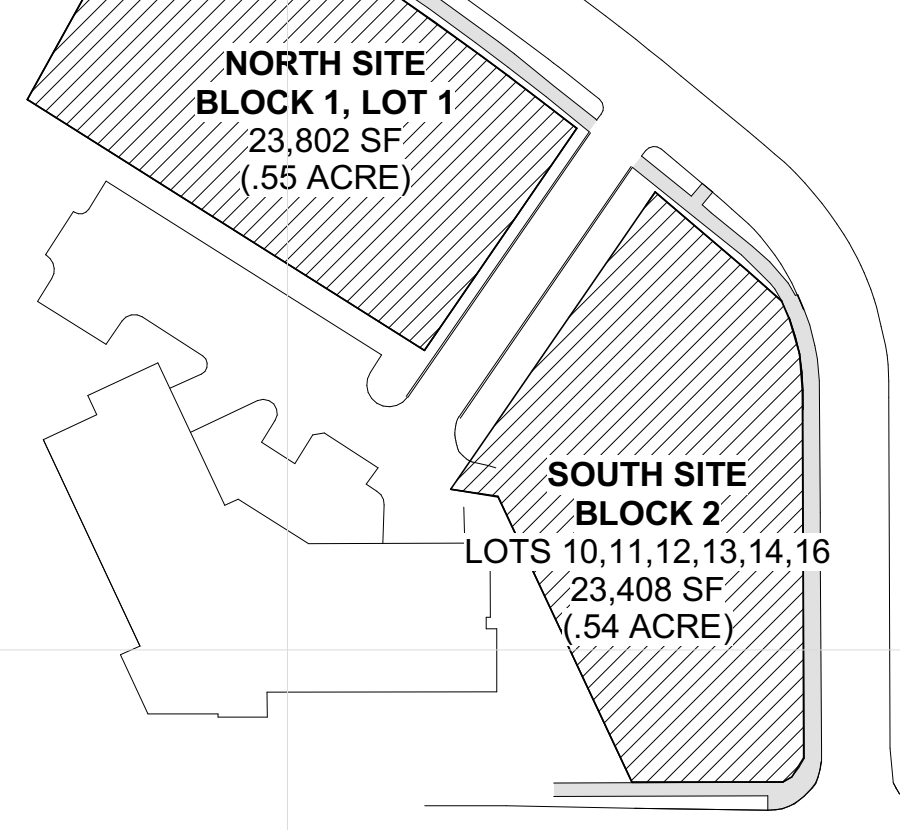 NORTH SITE
BLOCK 1, LOT 1
23,802 SF
(.55 ACRE)
SOUTH SITE
BLOCK 2
LOTS 10,11,12,13,14,16
23,408 SF
(.54 ACRE)